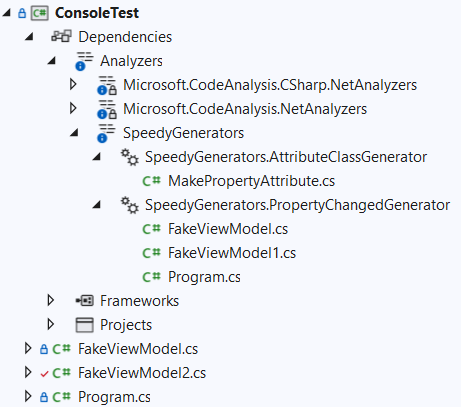 C# ConsoleTest
Dependencies
Analyzers
Microsoft.CodeAnalysis.CSharp.NetAnalyzers
Microsoft.CodeAnalysis.NetAnalyzers
SpeedyGenerators
SpeedyGenerators.AttributeClassGenerator
C# MakePropertyAttribute.cs
SpeedyGenerators.PropertyChangedGenerator
C# FakeViewModel.cs
C# FakeViewModel1.cs
C# Program.cs
Frameworks
Projects
C# FakeViewModel.cs
C# FakeViewModel2.cs
C# Program.cs